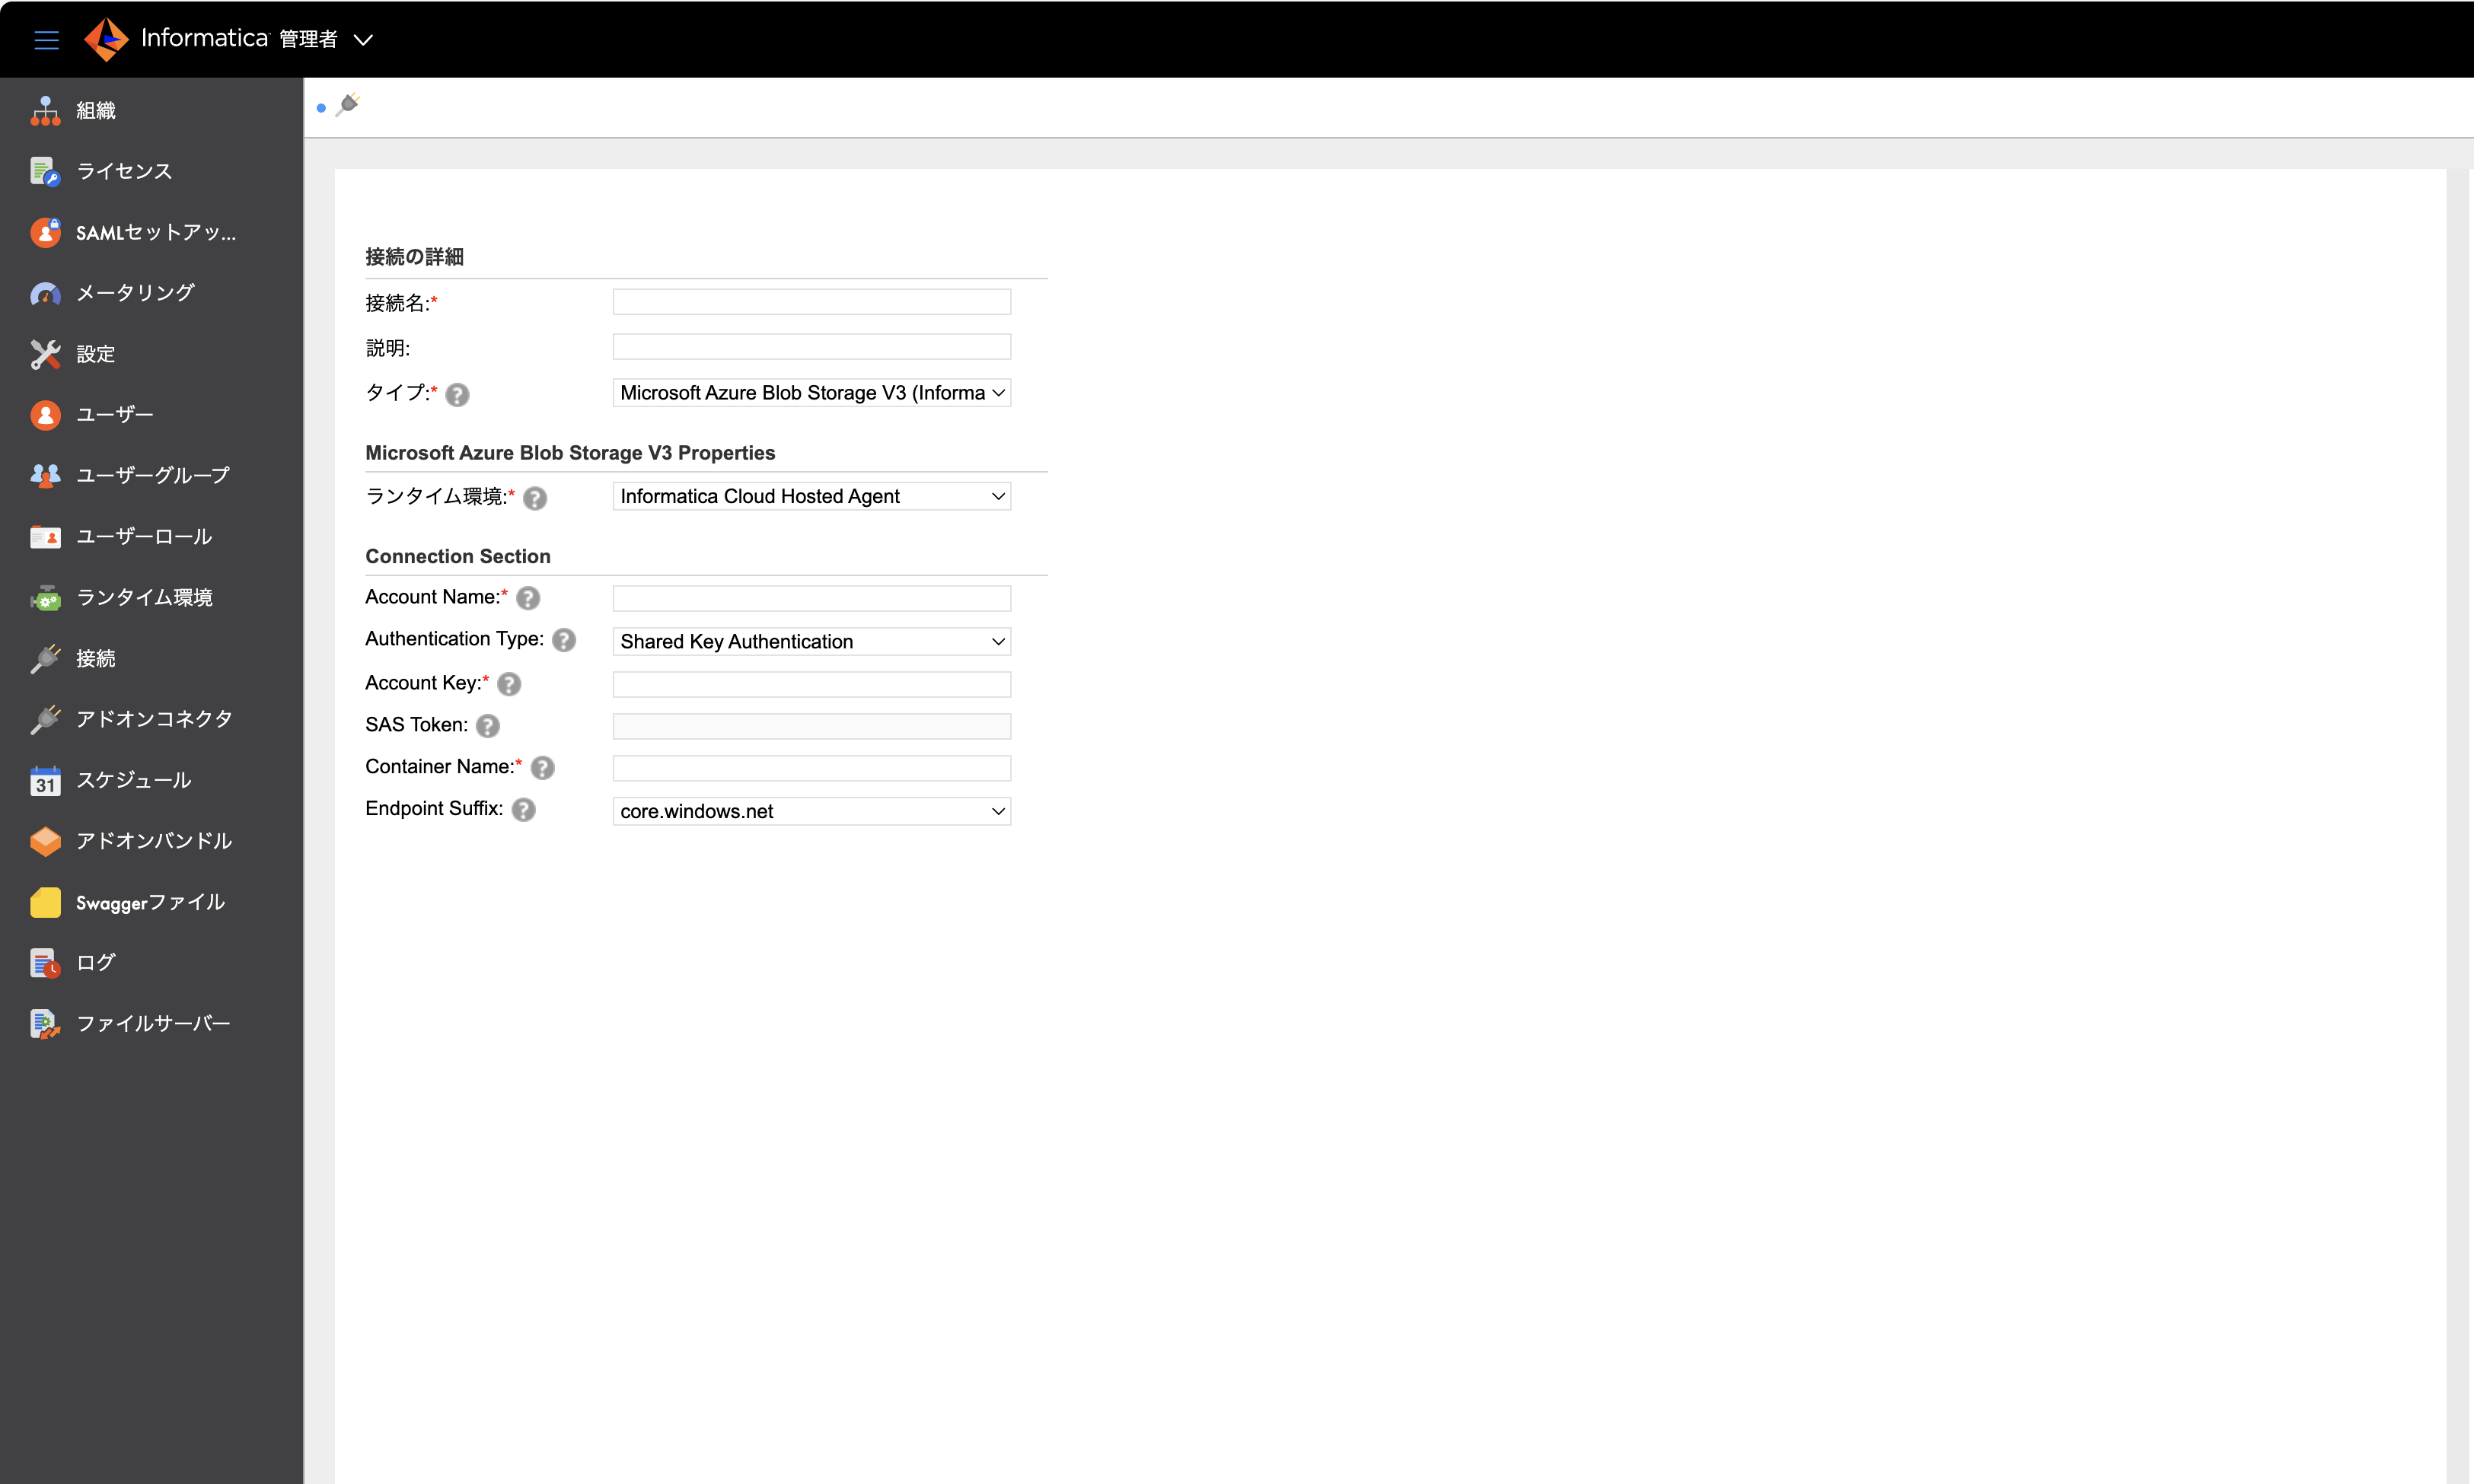 Informatica 管理者
組織
ライセンス
SAMLセットアッ...
メータリング
設定
ユーザー
ユーザーグループ
ユーザーロール
ランタイム環境
接続
アドオンコネクタ
31 スケジュール
アドオンバンドル
Swaggerファイル
ログ
ファイルサーバー
接続の詳細
接続名:*
説明:
タイプ:* ? Microsoft Azure Blob Storage V3 (Informa
Microsoft Azure Blob Storage V3 Properties
ランタイム環境:* ? Informatica Cloud Hosted Agent
Connection Section
Account Name:* ?
Authentication Type: ? Shared Key Authentication
Account Key:* ?
SAS Token: ?
Container Name:* ?
Endpoint Suffix: ? core.windows.net